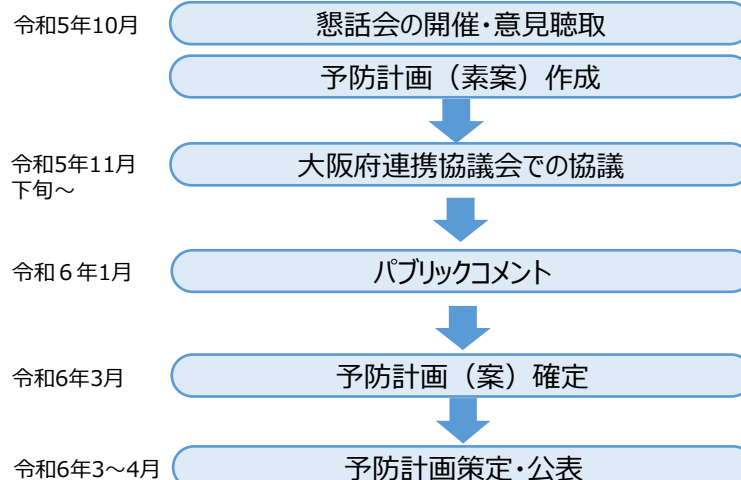 令和5年10月
懇話会の開催・意見聴取
予防計画（素案）作成
令和5年11月
下旬～
大阪府連携協議会での協議
令和６年1月
パブリックコメント
令和6年3月
予防計画（案）確定
令和6年3～4月
予防計画策定・公表